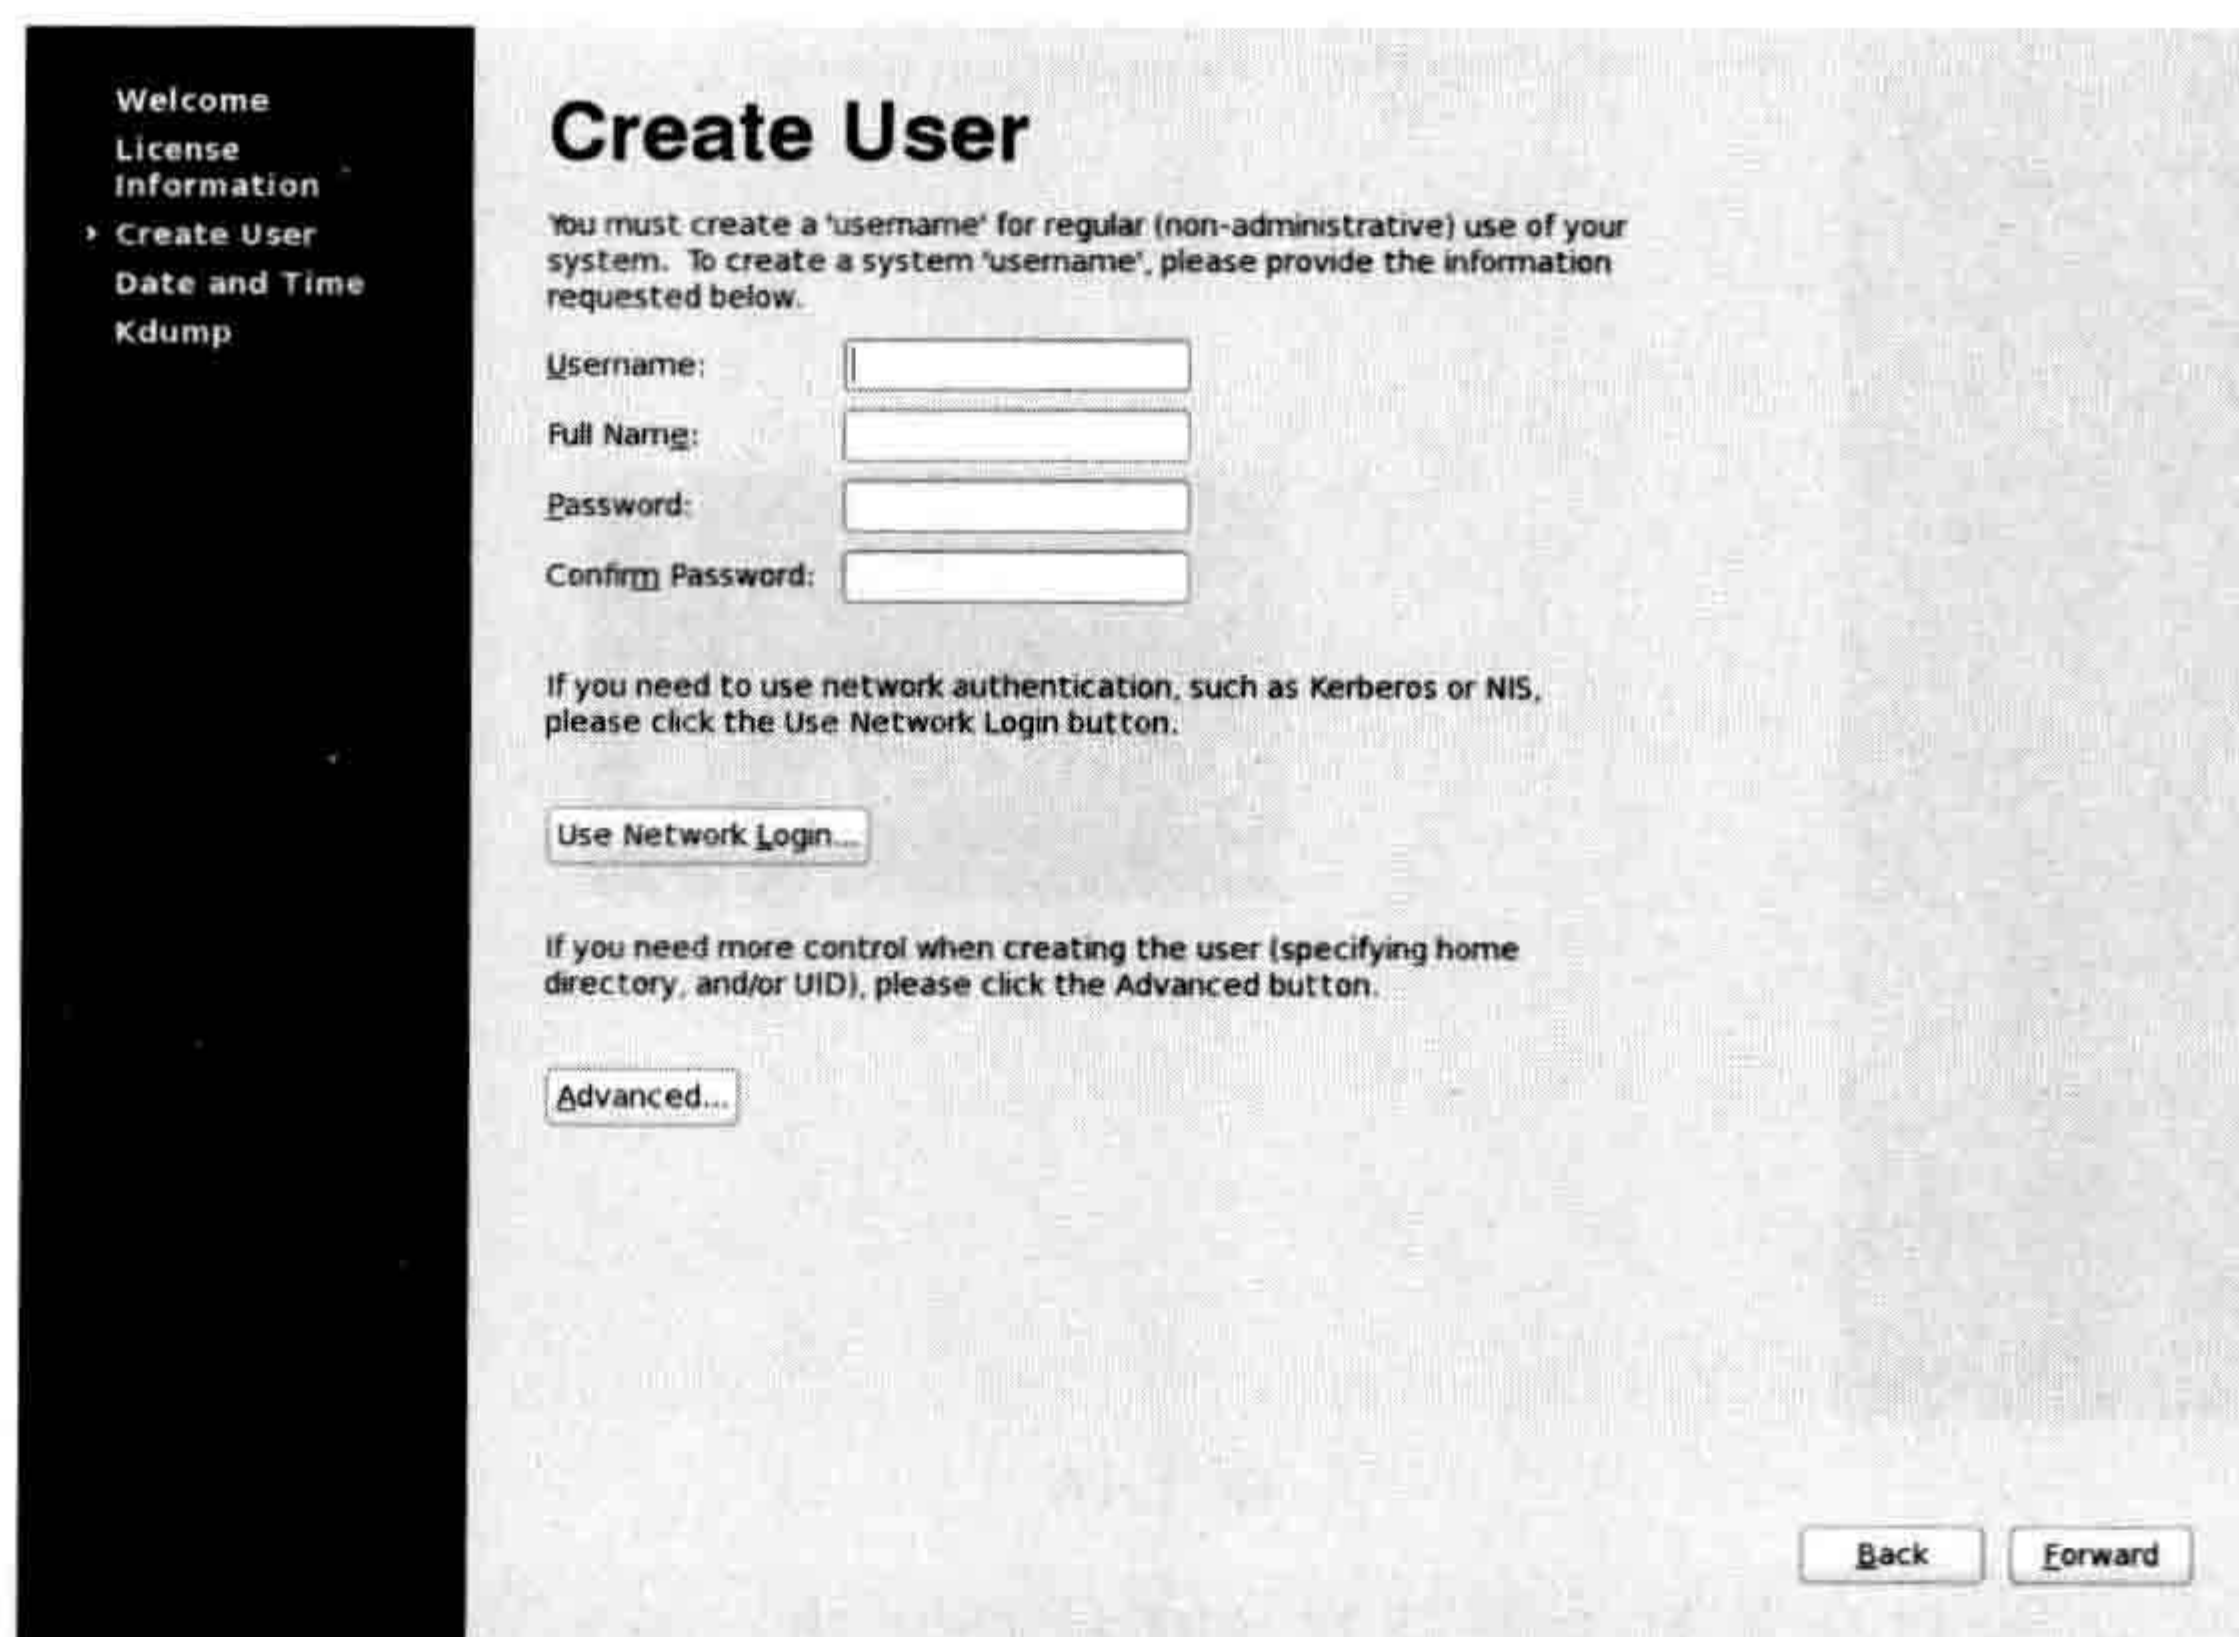 Welcome
License
Information
Create User
Date and Time
Kdump
Create User
You must create a 'username' for regular (non-administrative) use of your
system.  To create a system 'username', please provide the information
requested below.
Username:
Full Name:
Password:
Confirm Password:
If you need to use network authentication, such as Kerberos or NIS,
please click the Use Network Login button.
Use Network Login...
If you need more control when creating the user (specifying home
directory, and/or UID), please click the Advanced button.
Advanced...
Back
Forward